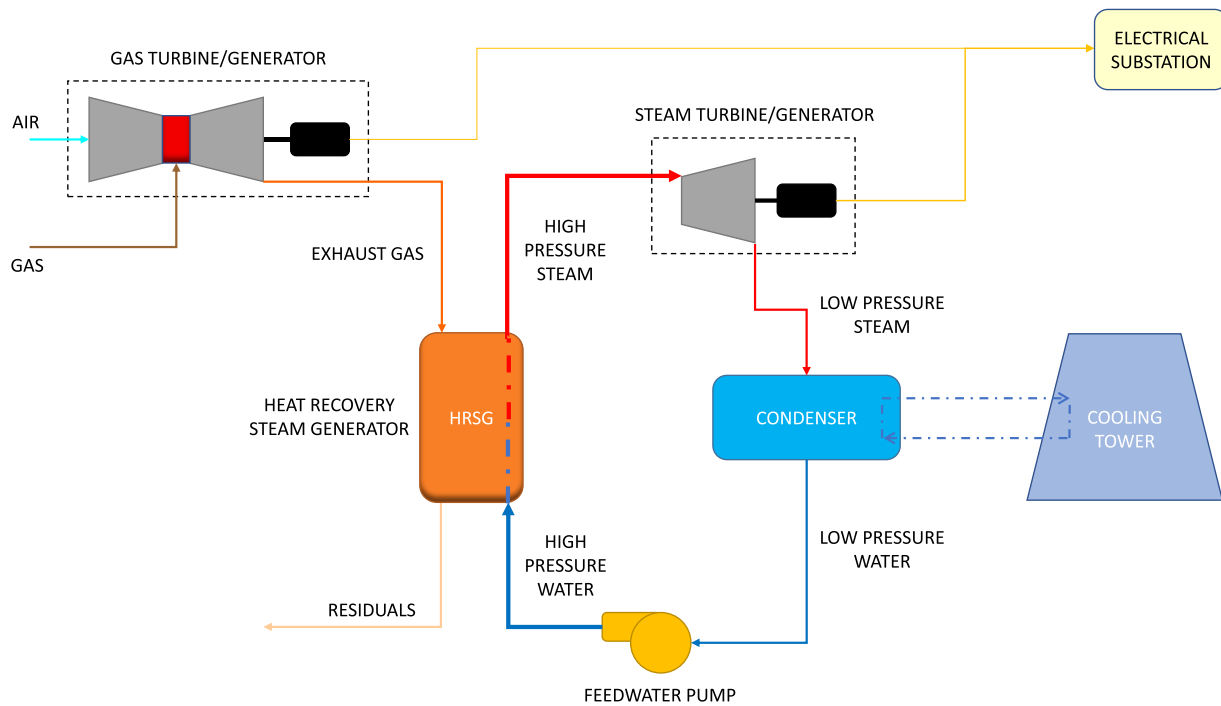 ELECTRICAL
SUBSTATION
GAS TURBINE/GENERATOR
STEAM TURBINE/GENERATOR
AIR
GAS
EXHAUST GAS
HIGH
PRESSURE
STEAM
LOW PRESSURE
STEAM
HEAT RECOVERY
STEAM GENERATOR
HRSG
CONDENSER
COOLING
TOWER
HIGH
PRESSURE
WATER
LOW PRESSURE
WATER
RESIDUALS
FEEDWATER PUMP